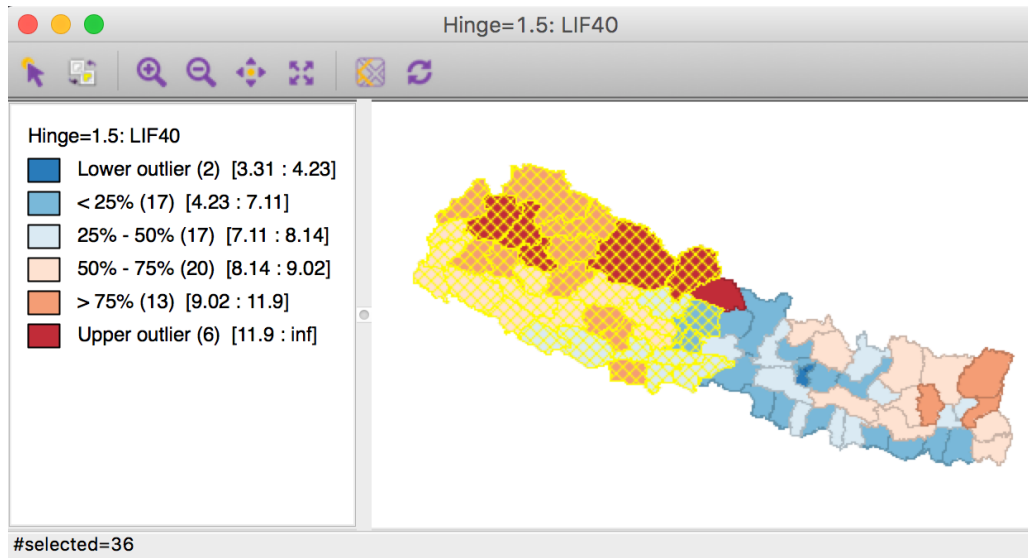 Hinge=1.5: LIF40
Hinge=1.5: LIF40
Lower outlier (2) [3.31 : 4.23]
< 25% (17) [4.23 : 7.11]
25% - 50% (17) [7.11 : 8.14]
50% - 75% (20) [8.14 : 9.02]
> 75% (13) [9.02 : 11.9]
Upper outlier (6) [11.9 : inf]
#selected=36